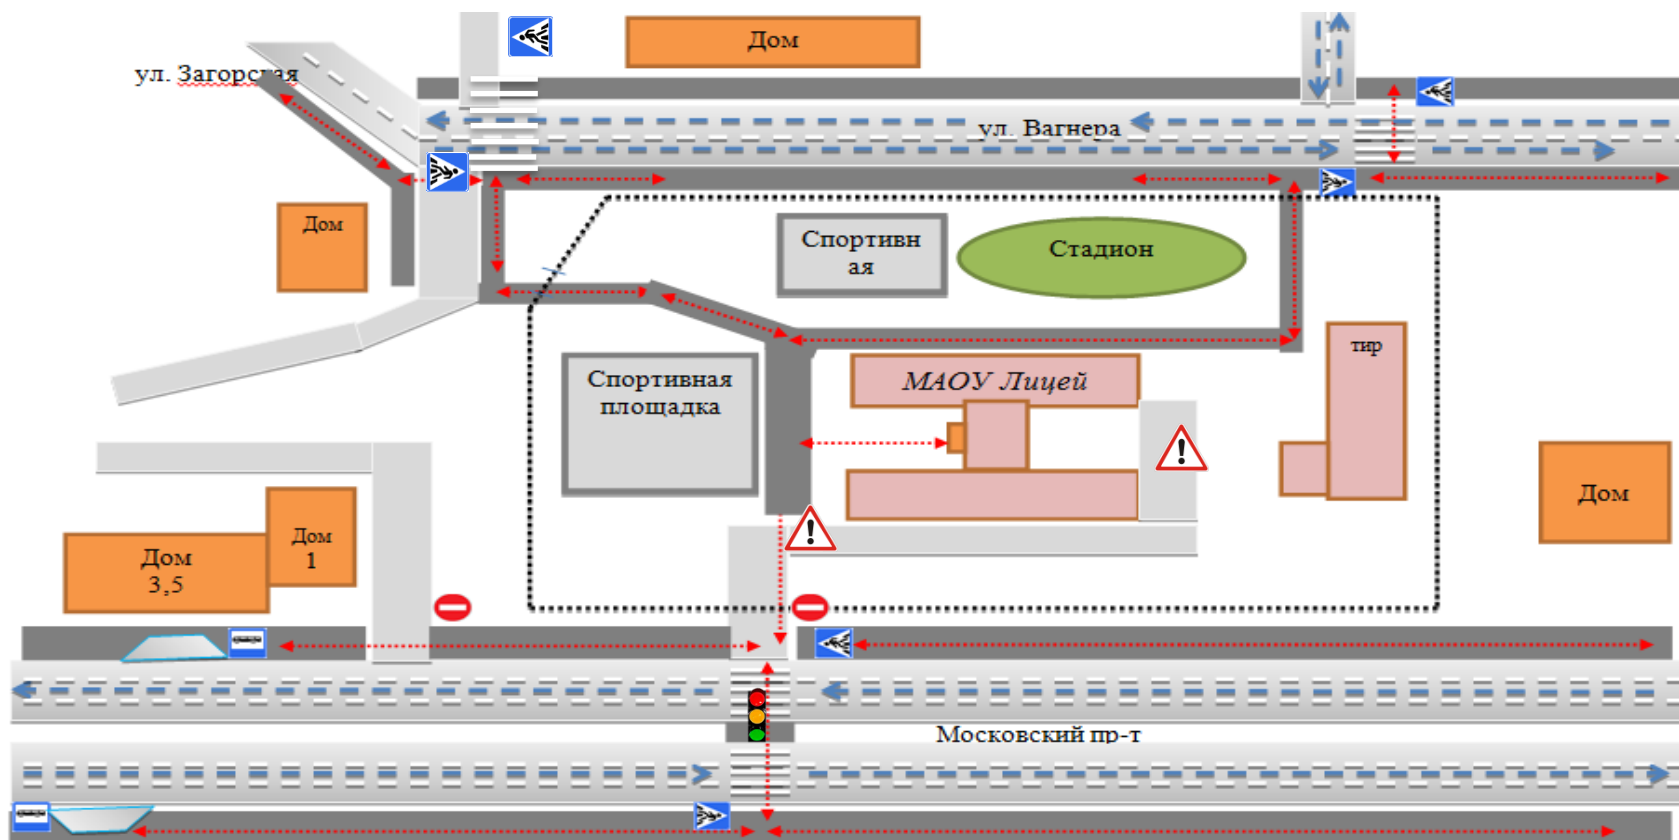 Дом
ул. Загорская
ул. Вагнера
Дом
Спортивн
ая
Стадион
тир
Спортивная
площадка
МАОУ Лицей
Дом
Дом
1
Дом
3,5
Московский пр-т